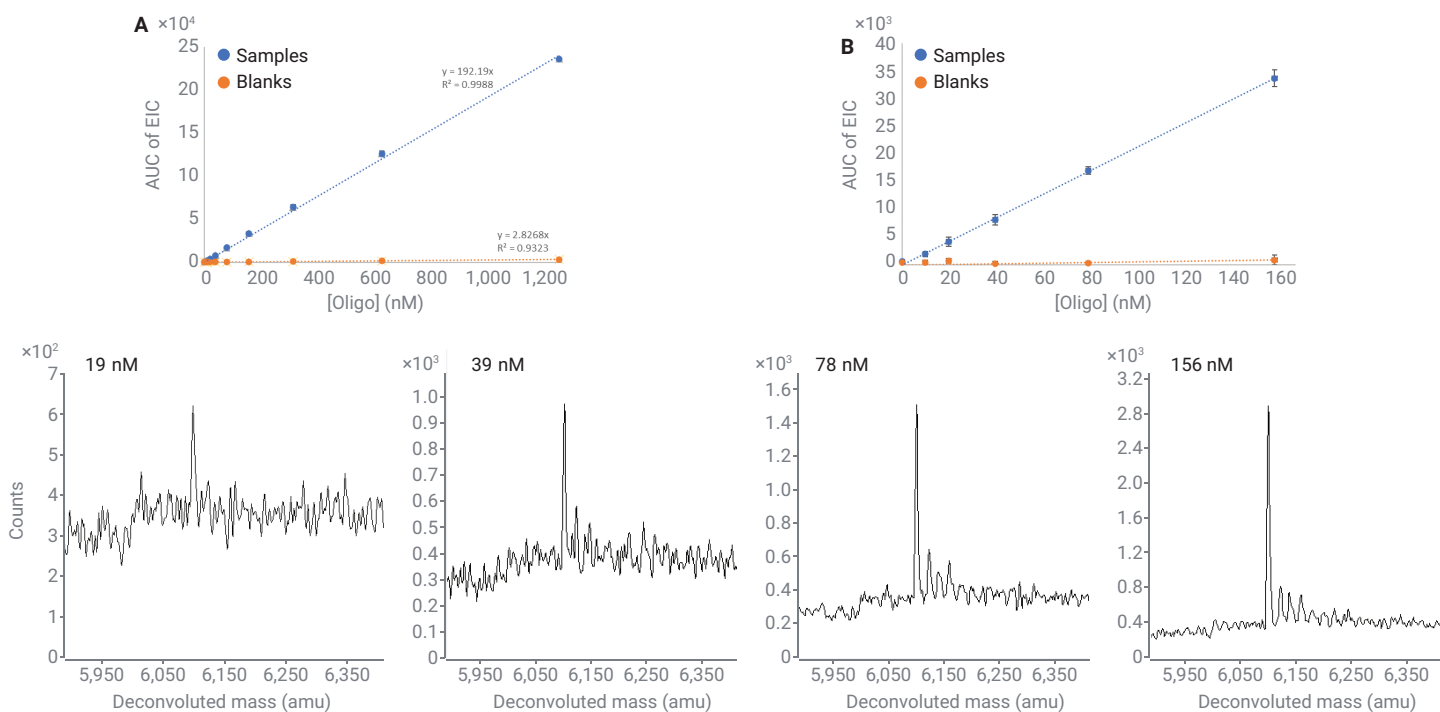 A ×10⁴
25
20
15
10
5
0
AUC of EIC
Samples
Blanks
y = 192.19x
R² = 0.9988
y = 2.8268x
R² = 0.9323
0 200 400 600 800 1,000 1,200
[Oligo] (nM)
B ×10³
40
35
30
25
20
15
10
5
0
AUC of EIC
Samples
Blanks
0 20 40 60 80 100 120 140 160
[Oligo] (nM)
×10²
19 nM
7
6
5
4
3
2
1
0
Counts
5,950 6,050 6,150 6,250 6,350
Deconvoluted mass (amu)
×10³
39 nM
1.0
0.9
0.8
0.7
0.6
0.5
0.4
0.3
0.2
0.1
0
5,950 6,050 6,150 6,250 6,350
Deconvoluted mass (amu)
×10³
78 nM
1.6
1.4
1.2
1.0
0.8
0.6
0.4
0.2
0
5,950 6,050 6,150 6,250 6,350
Deconvoluted mass (amu)
×10³
156 nM
3.2
2.8
2.4
2.0
1.6
1.2
0.8
0.4
0
5,950 6,050 6,150 6,250 6,350
Deconvoluted mass (amu)